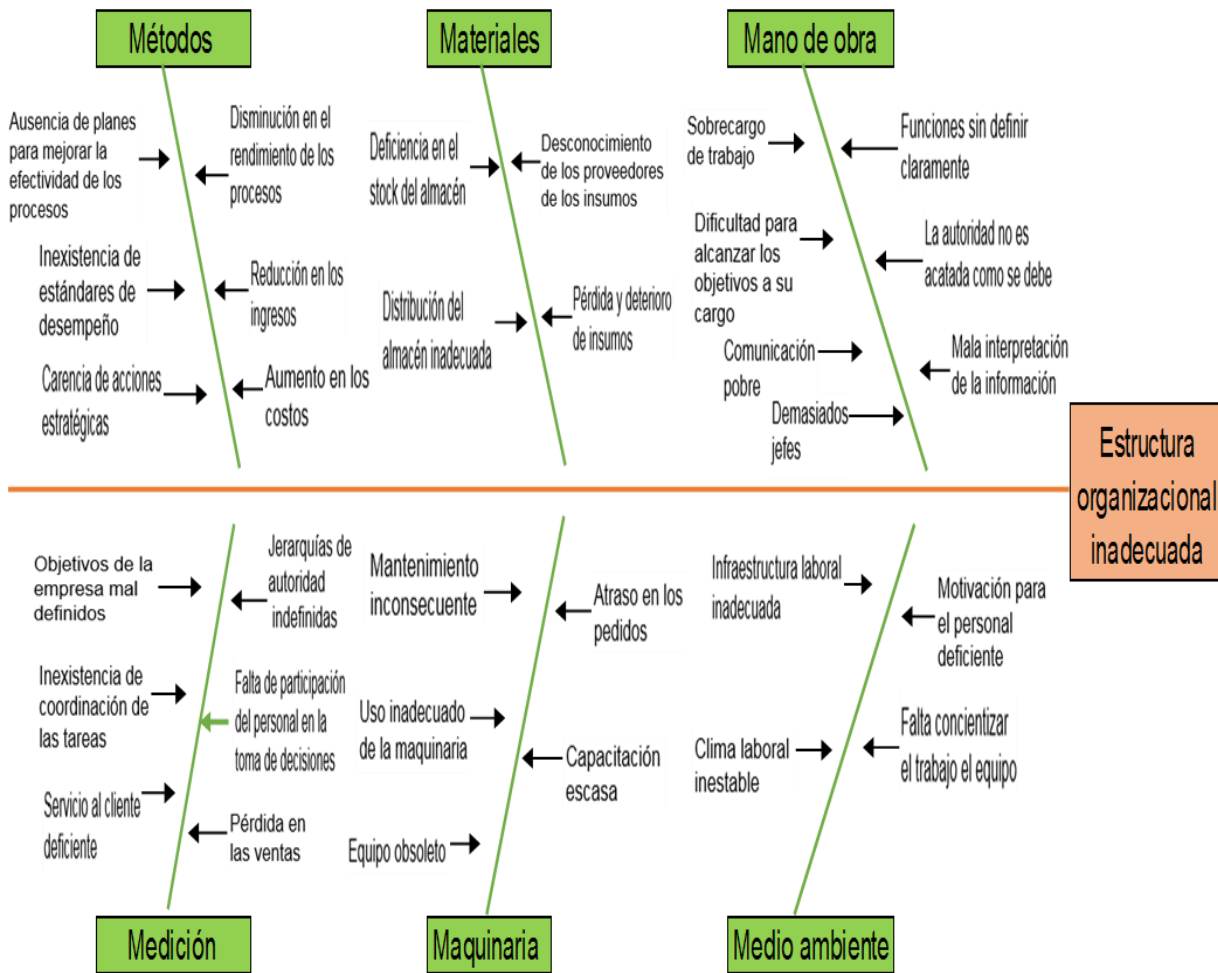 Métodos
Materiales
Mano de obra
Ausencia de planes
para mejorar la
efectividad de los
procesos
Disminución en el
rendimiento de los
procesos
Inexistencia de
estándares de
desempeño
Reducción en los
ingresos
Carencia de acciones
estratégicas
Aumento en los
costos
Deficiencia en el
stock del almacén
Desconocimiento
de los proveedores
de los insumos
Distribución del
almacén inadecuada
Pérdida y deterioro
de insumos
Sobrecargo
de trabajo
Funciones sin definir
claramente
Dificultad para
alcanzar los
objetivos a su
cargo
La autoridad no es
acatada como se debe
Comunicación
pobre
Mala interpretación
de la información
Demasiados
jefes
Estructura
organizacional
inadecuada
Objetivos de la
empresa mal
definidos
Jerarquías de
autoridad
indefinidas
Inexistencia de
coordinación de
las tareas
Falta de participación
del personal en la
toma de decisiones
Servicio al cliente
deficiente
Pérdida en
las ventas
Mantenimiento
inconsecuente
Atraso en los
pedidos
Uso inadecuado
de la maquinaria
Capacitación
escasa
Equipo obsoleto
Infraestructura laboral
inadecuada
Motivación para
el personal
deficiente
Clima laboral
inestable
Falta concientizar
el trabajo el equipo
Medición
Maquinaria
Medio ambiente